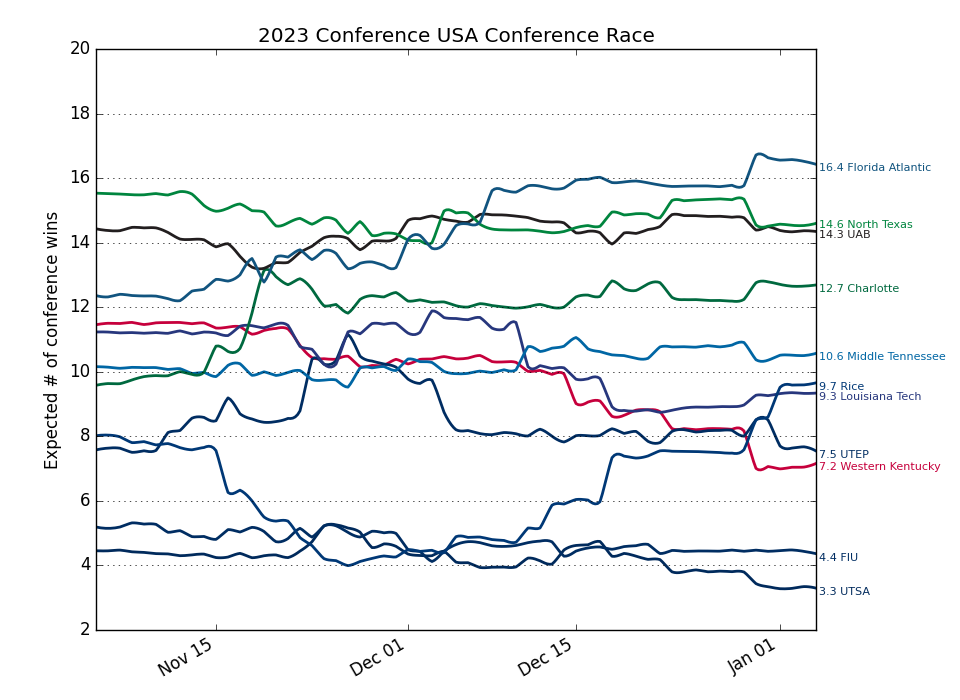 2023 Conference USA Conference Race
Expected # of conference wins
20
18
16
14
12
10
8
6
4
2
16.4 Florida Atlantic
14.6 North Texas
14.3 UAB
12.7 Charlotte
10.6 Middle Tennessee
9.7 Rice
9.3 Louisiana Tech
7.5 UTEP
7.2 Western Kentucky
4.4 FIU
3.3 UTSA
Nov 15
Dec 01
Dec 15
Jan 01